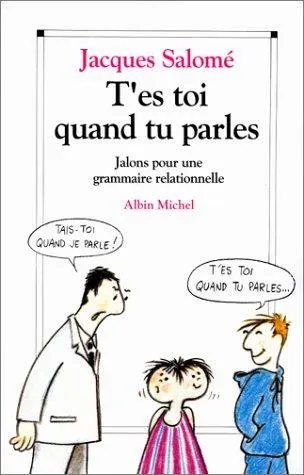 Jacques Salomé
T'es toi
quand tu parles
Jalons pour une
grammaire relationnelle
Albin Michel
TAIS-TOI
QUAND JE PARLE !
T'ES TOI
QUAND TU PARLES...